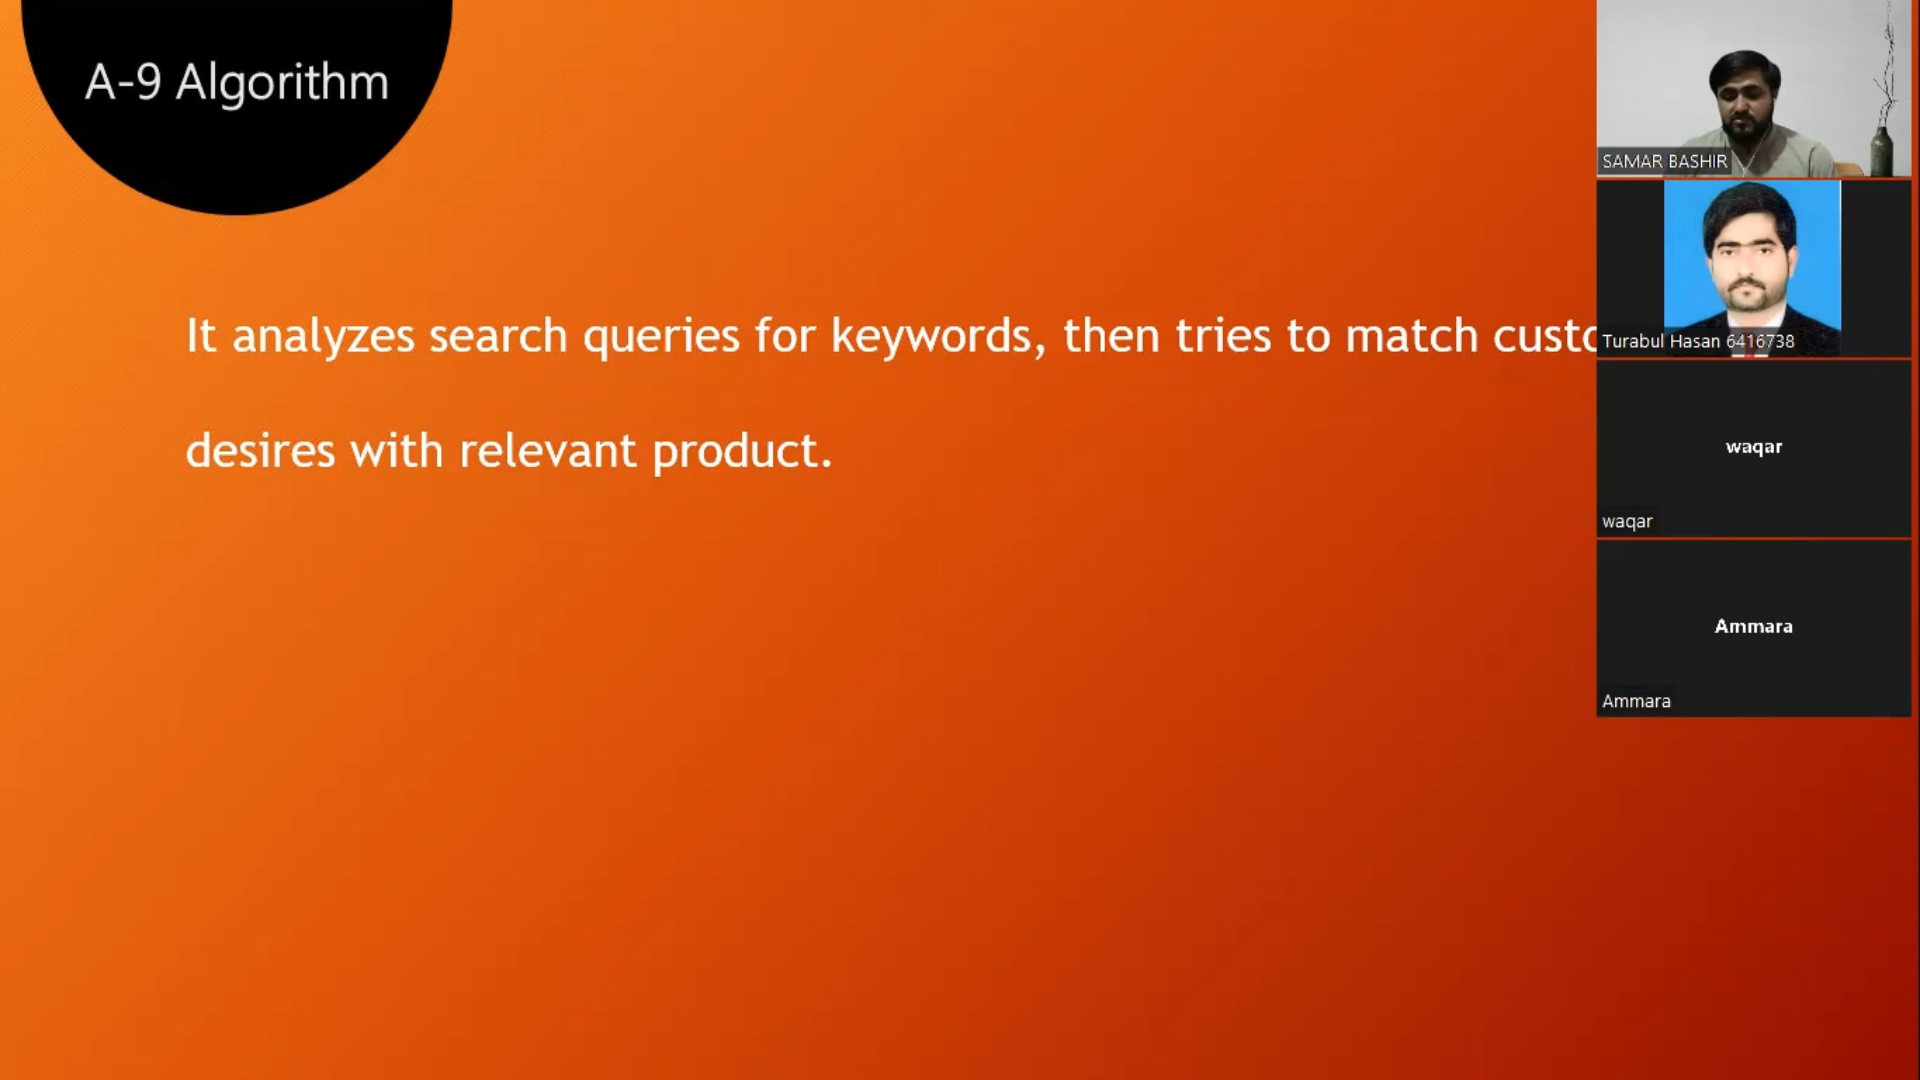 A-9 Algorithm
It analyzes search queries for keywords, then tries to match
desires with relevant product.
SAMAR BASHIR
Turabul Hasan 6416738
waqar
waqar
Ammara
Ammara